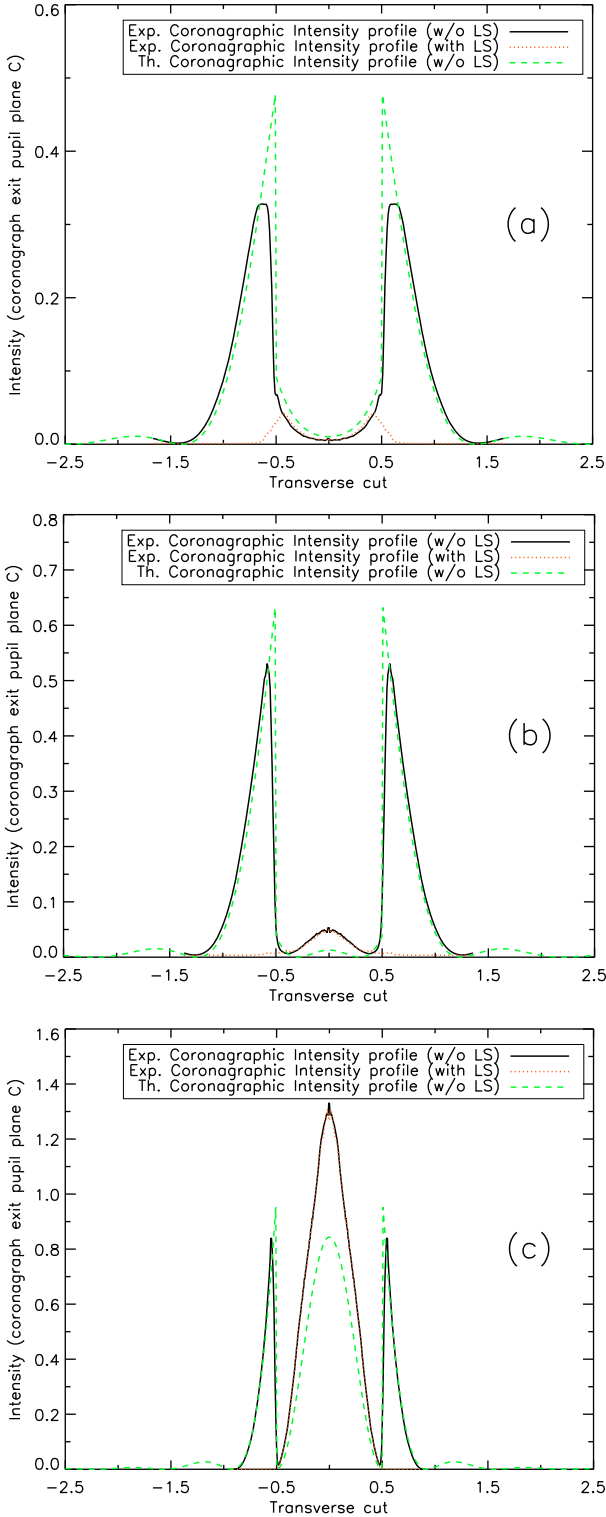 0.6
Exp. Coronagraphic Intensity profile (w/o LS)
Exp. Coronagraphic Intensity profile (with LS)
Th. Coronagraphic Intensity profile (w/o LS)
0.4
(a)
0.2
0.0
-2.5 -1.5 -0.5 0.5 1.5 2.5
Transverse cut
Intensity (coronagraph exit pupil plane C)
0.8
Exp. Coronagraphic Intensity profile (w/o LS)
Exp. Coronagraphic Intensity profile (with LS)
Th. Coronagraphic Intensity profile (w/o LS)
0.7
0.6
0.5
0.4
(b)
0.3
0.2
0.1
0.0
-2.5 -1.5 -0.5 0.5 1.5 2.5
Transverse cut
Intensity (coronagraph exit pupil plane C)
1.6
Exp. Coronagraphic Intensity profile (w/o LS)
Exp. Coronagraphic Intensity profile (with LS)
Th. Coronagraphic Intensity profile (w/o LS)
1.4
1.2
1.0
0.8
(c)
0.6
0.4
0.2
0.0
-2.5 -1.5 -0.5 0.5 1.5 2.5
Transverse cut
Intensity (coronagraph exit pupil plane C)